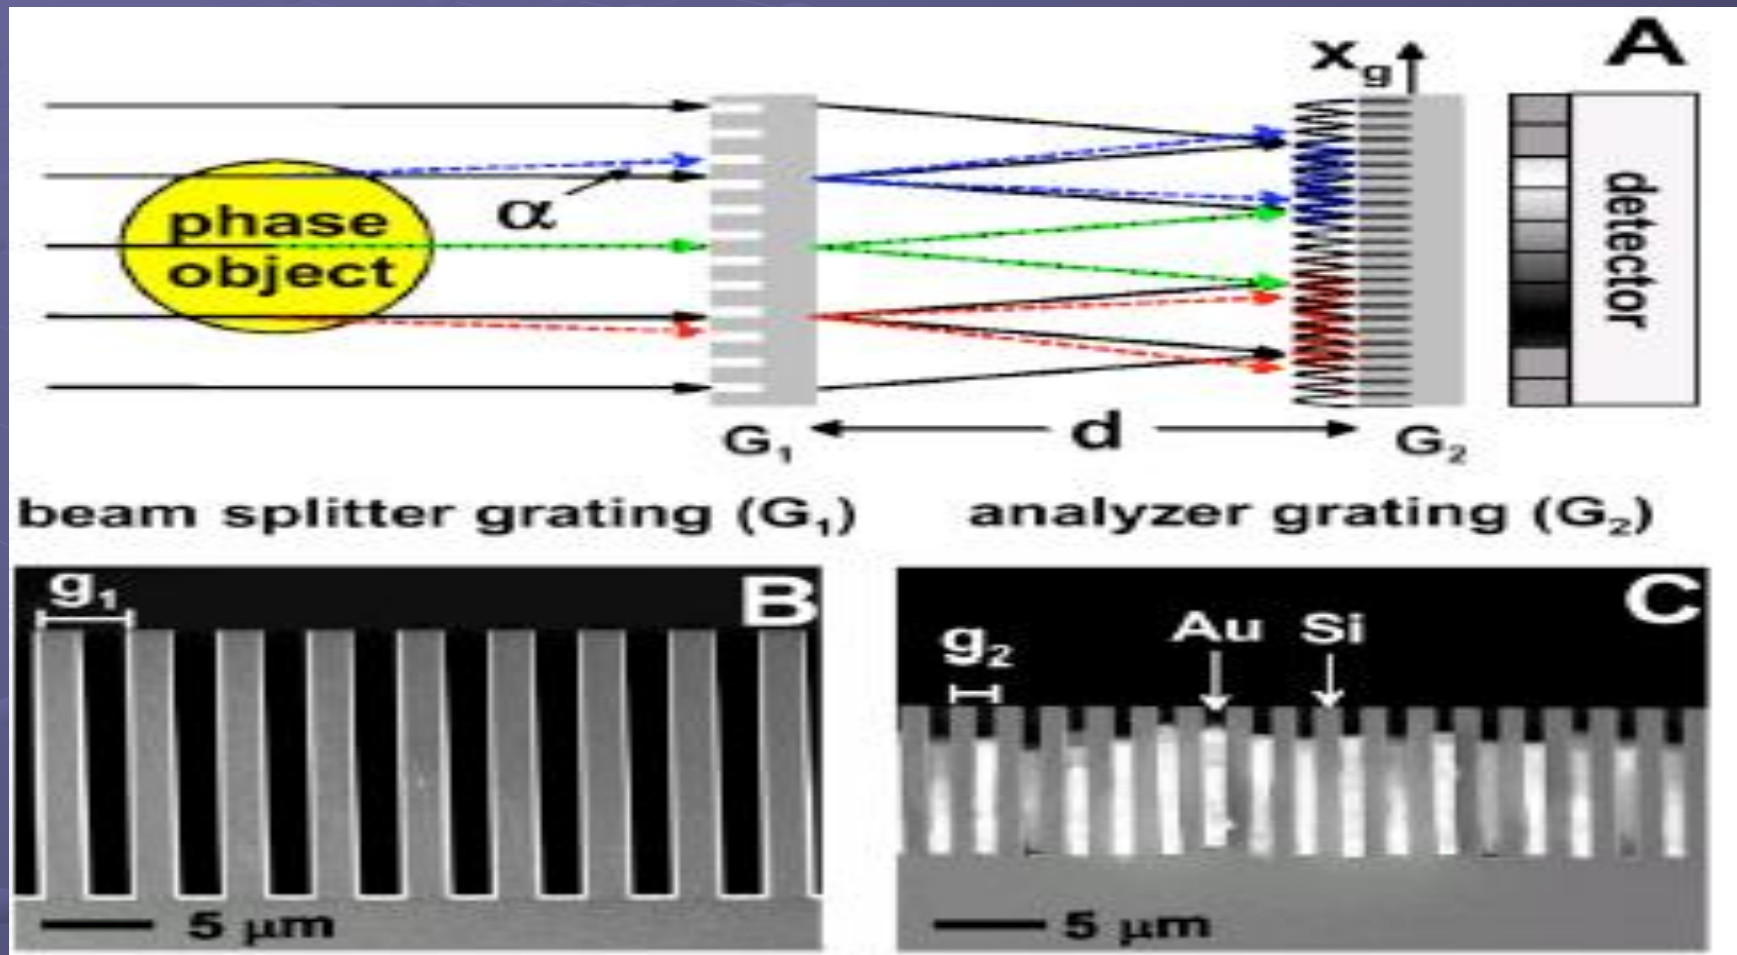 A
xg
phase
object
α
detector
G1
d
G2
beam splitter grating (G1)
analyzer grating (G2)
g1
B
5 μm
C
Au Si
g2
5 μm